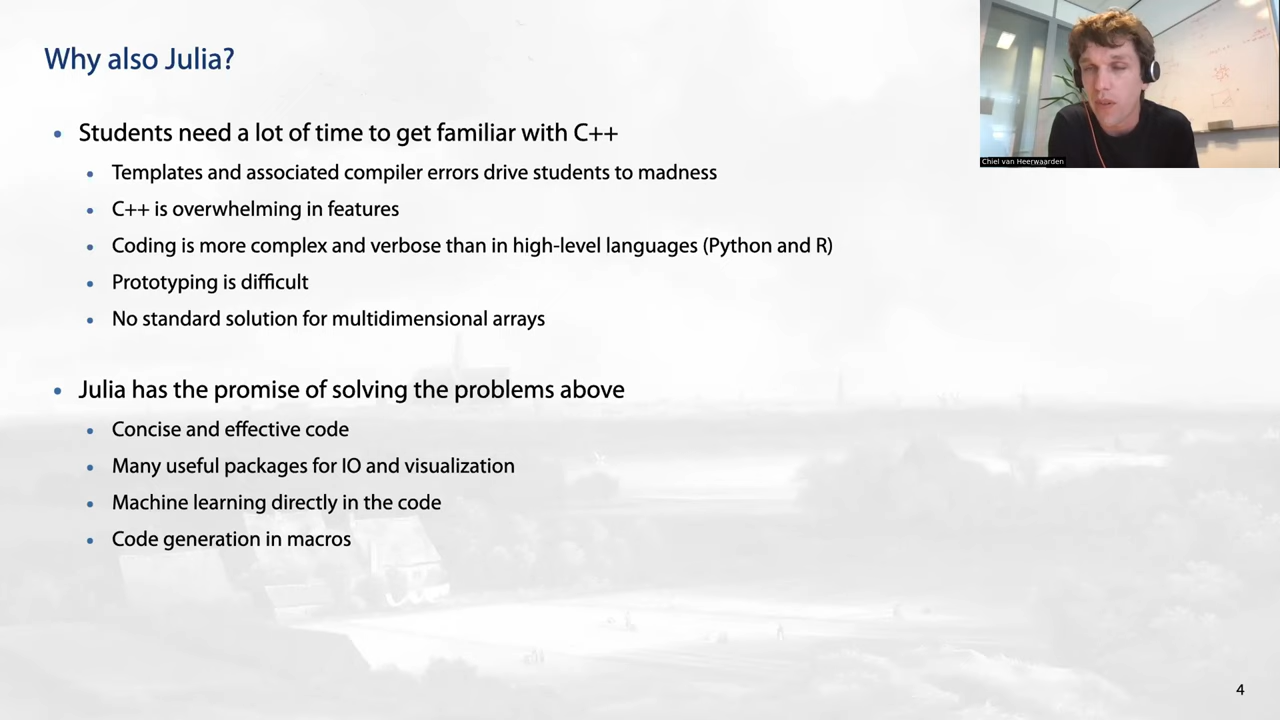 Why also Julia?
Students need a lot of time to get familiar with C++
Templates and associated compiler errors drive students to madness
C++ is overwhelming in features
Coding is more complex and verbose than in high-level languages (Python and R)
Prototyping is difficult
No standard solution for multidimensional arrays
Julia has the promise of solving the problems above
Concise and effective code
Many useful packages for IO and visualization
Machine learning directly in the code
Code generation in macros
Chiel van Heerwaarden
4